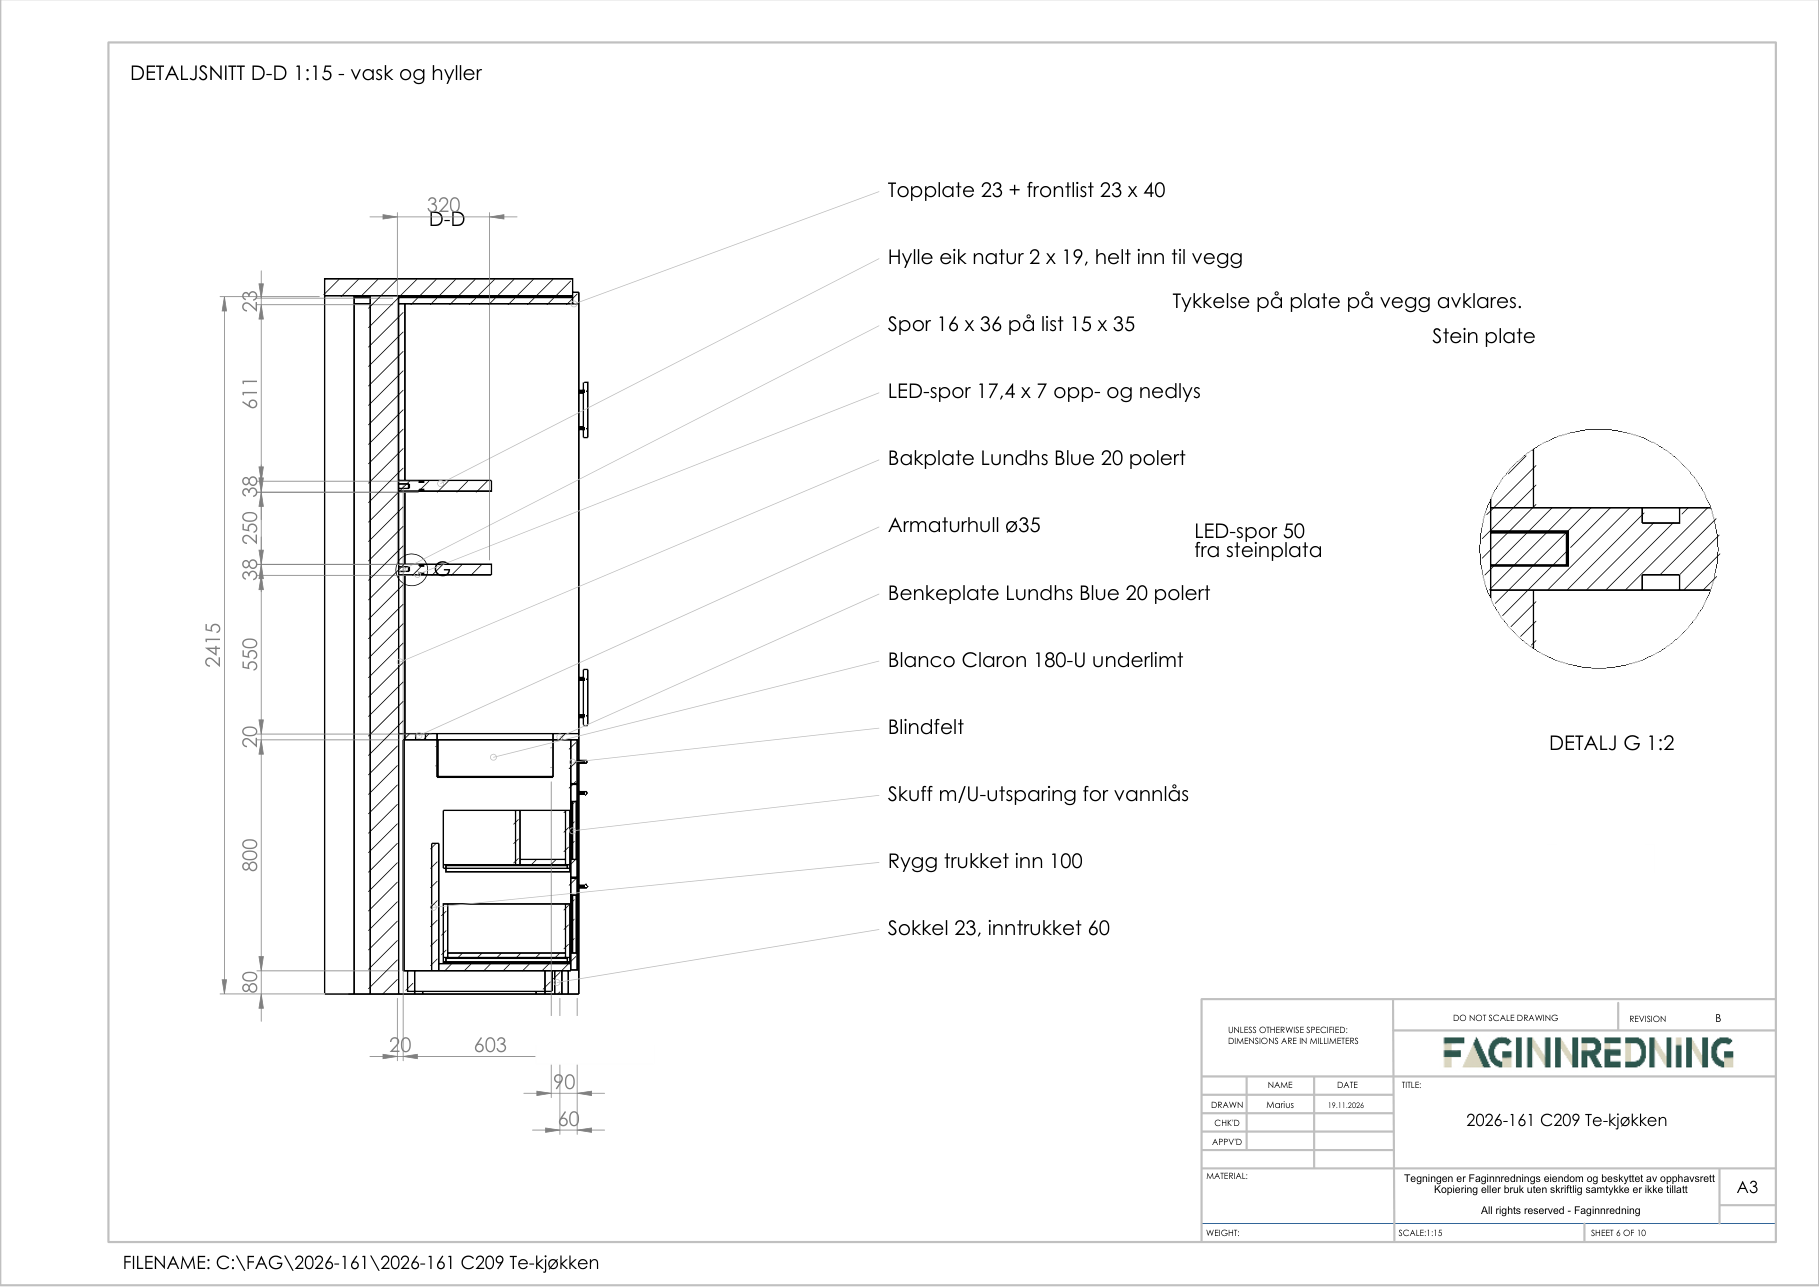 DETALJSNITT D-D 1:15 - vask og hyller
320
D-D
Topplate 23 + frontlist 23 x 40
Hylle eik natur 2 x 19, helt inn til vegg
Tykkelse på plate på vegg avklares.
Spor 16 x 36 på list 15 x 35
Stein plate
LED-spor 17,4 x 7 opp- og nedlys
Bakplate Lundhs Blue 20 polert
Armaturhull ø35
LED-spor 50
fra steinplata
Benkeplate Lundhs Blue 20 polert
Blanco Claron 180-U underlimt
Blindfelt
DETALJ G 1:2
Skuff m/U-utsparing for vannlås
Rygg trukket inn 100
Sokkel 23, inntrukket 60
23
611
38
250
38
G
550
2415
20
800
80
20
603
90
60
UNLESS OTHERWISE SPECIFIED:
DIMENSIONS ARE IN MILLIMETERS
DO NOT SCALE DRAWING
REVISION
B
FAGINNREDNING
NAME
DATE
TITLE:
DRAWN
Marius
19.11.2026
CHK'D
APPV'D
2026-161 C209 Te-kjøkken
MATERIAL:
Tegningen er Faginnrednings eiendom og beskyttet av opphavsrett
Kopiering eller bruk uten skriftlig samtykke er ikke tillatt
All rights reserved - Faginnredning
A3
WEIGHT:
SCALE:1:15
SHEET 6 OF 10
FILENAME: C:\FAG\2026-161\2026-161 C209 Te-kjøkken